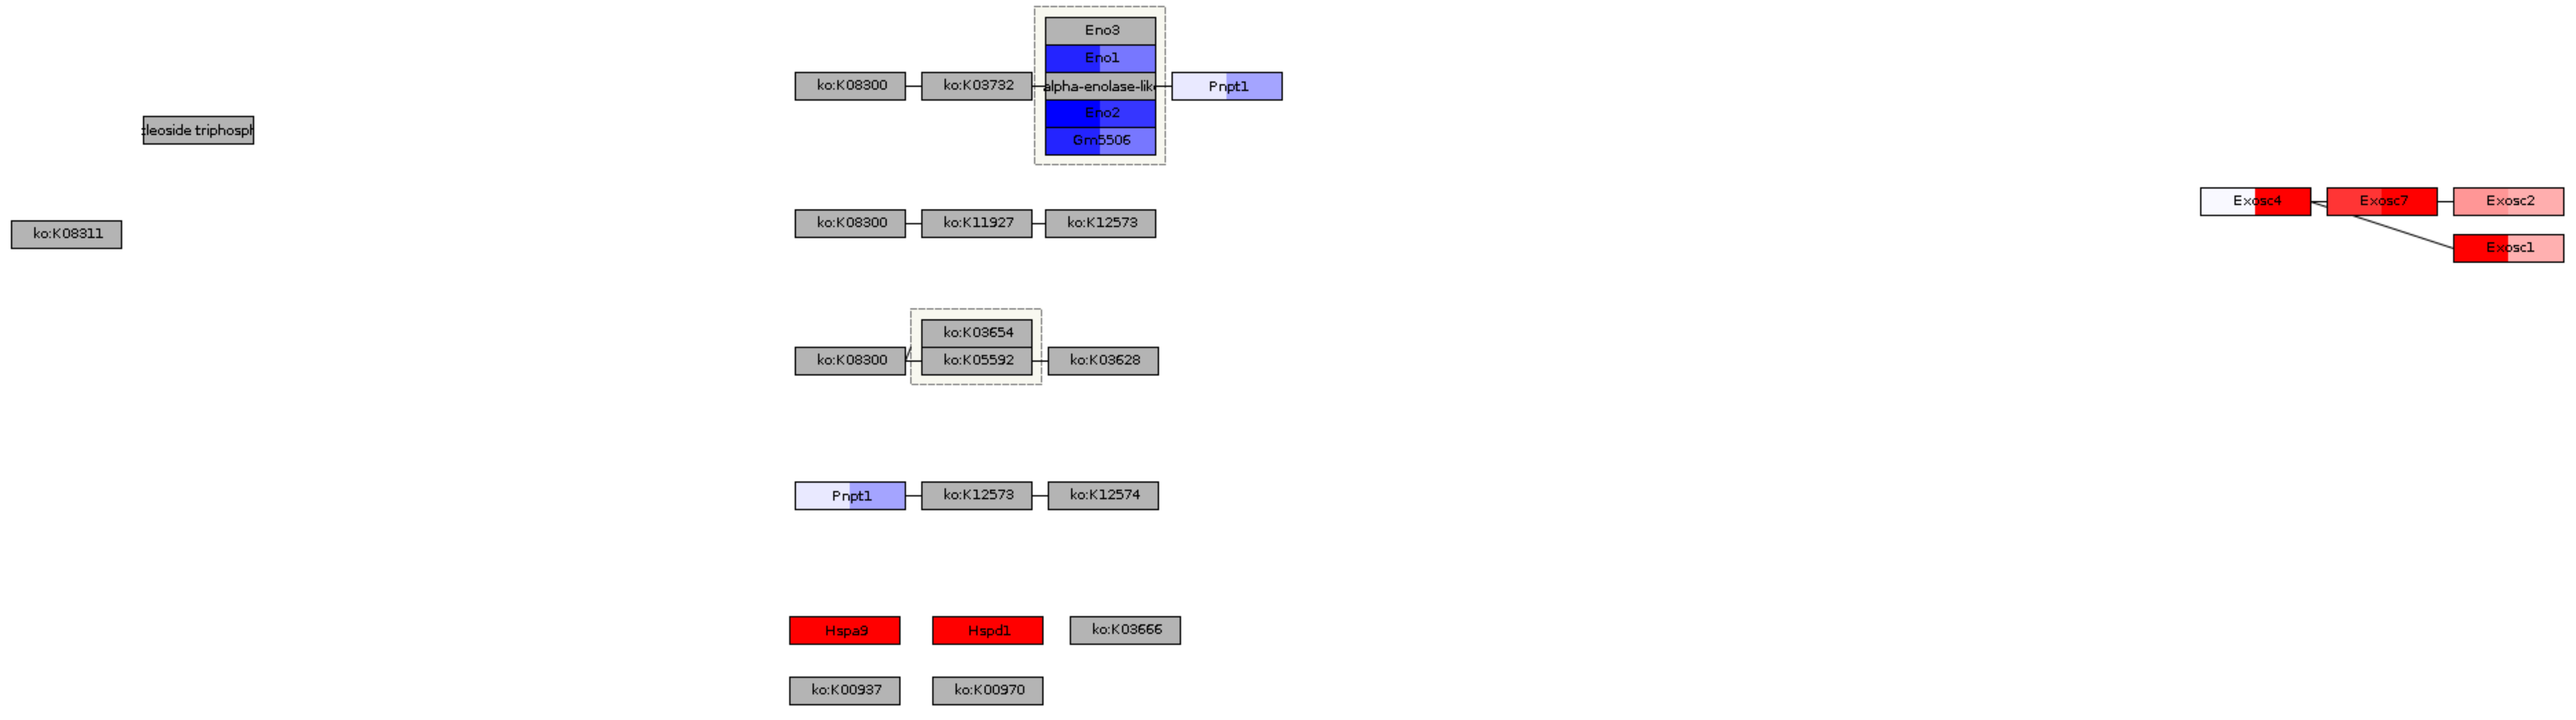 Eno3
Eno1
ko:K08300
ko:K03732
alpha-enolase-lik
Pnpt1
Eno2
Gm5506
leoside triphosp
ko:K08311
ko:K08300
ko:K11927
ko:K12573
Exosc4
Exosc7
Exosc2
Exosc1
ko:K03654
ko:K08300
ko:K05592
ko:K03628
Pnpt1
ko:K12573
ko:K12574
Hspa9
Hspd1
ko:K03666
ko:K00937
ko:K00970